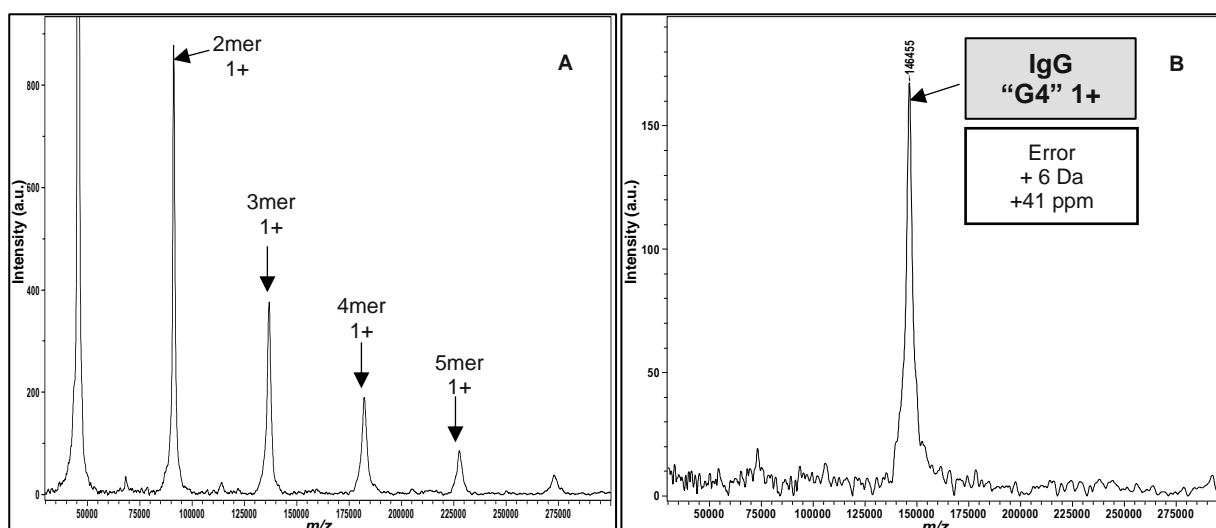 A
2mer
1+
3mer
1+
4mer
1+
5mer
1+
Intensity (a.u.)
800
600
400
200
0
50000 75000 100000 125000 150000 175000 200000 225000 250000 275000
m/z
B
146455
IgG
“G4” 1+
Error
+ 6 Da
+41 ppm
Intensity (a.u.)
150
100
50
0
50000 75000 100000 125000 150000 175000 200000 225000 250000 275000
m/z